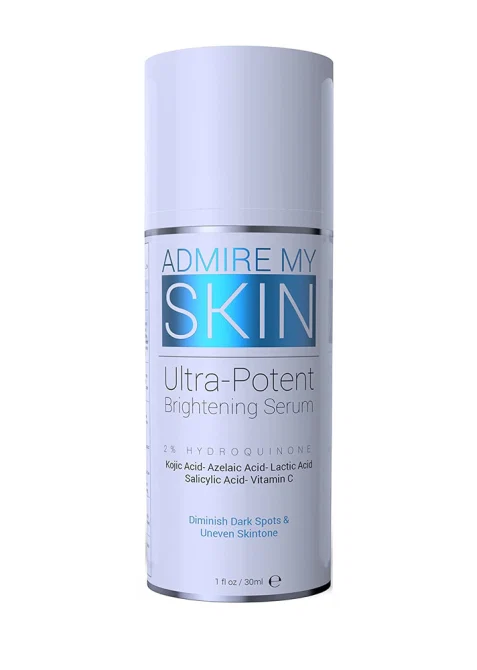 ADMIRE MY
SKIN
Ultra-Potent
Brightening Serum
2% HYDROQUINONE
Kojic Acid- Azelaic Acid- Lactic Acid
Salicylic Acid- Vitamin C
Diminish Dark Spots &
Uneven Skintone
1 fl oz / 30ml e